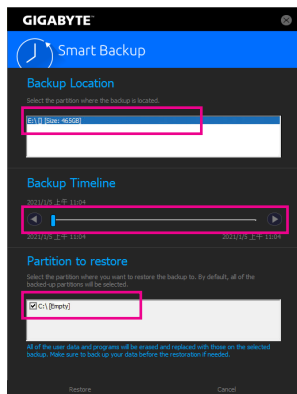 GIGABYTE™
Smart Backup
Backup Location
Select the partition where the backup is located.
E:\ [] [Size: 465GB]
Backup Timeline
2021/1/5 上午 11:04
2021/1/5 上午 11:04 2021/1/5 上午 11:04
Partition to restore
Select the partition where you want to restore the backup to. By default, all of the
backed-up partitions will be selected.
C:\ [Empty]
All of the user data and programs will be erased and replaced with those on the selected
backup. Make sure to back up your data before the restoration if needed.
Restore Cancel